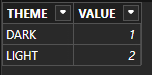 THEME VALUE
DARK 1
LIGHT 2